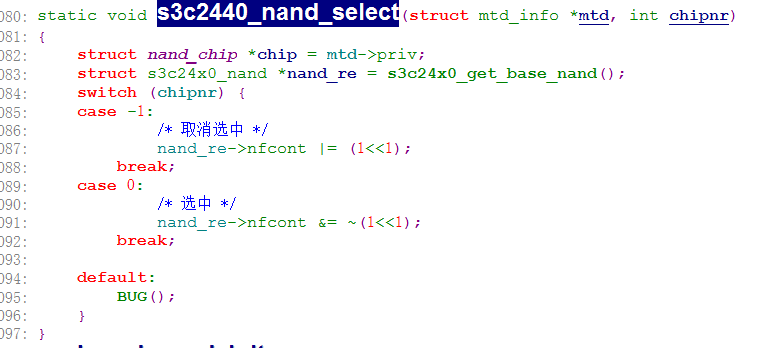 080: static void s3c2440_nand_select(struct mtd_info *mtd, int chipnr)
081: {
082:     struct nand_chip *chip = mtd->priv;
083:     struct s3c24x0_nand *nand_re = s3c24x0_get_base_nand();
084:     switch (chipnr) {
085:     case -1:
086:             /* 取消选中 */
087:             nand_re->nfcont |= (1<<1);
088:         break;
089:     case 0:
090:             /* 选中 */
091:             nand_re->nfcont &= ~(1<<1);
092:         break;
093:
094:     default:
095:         BUG();
096:     }
097: }